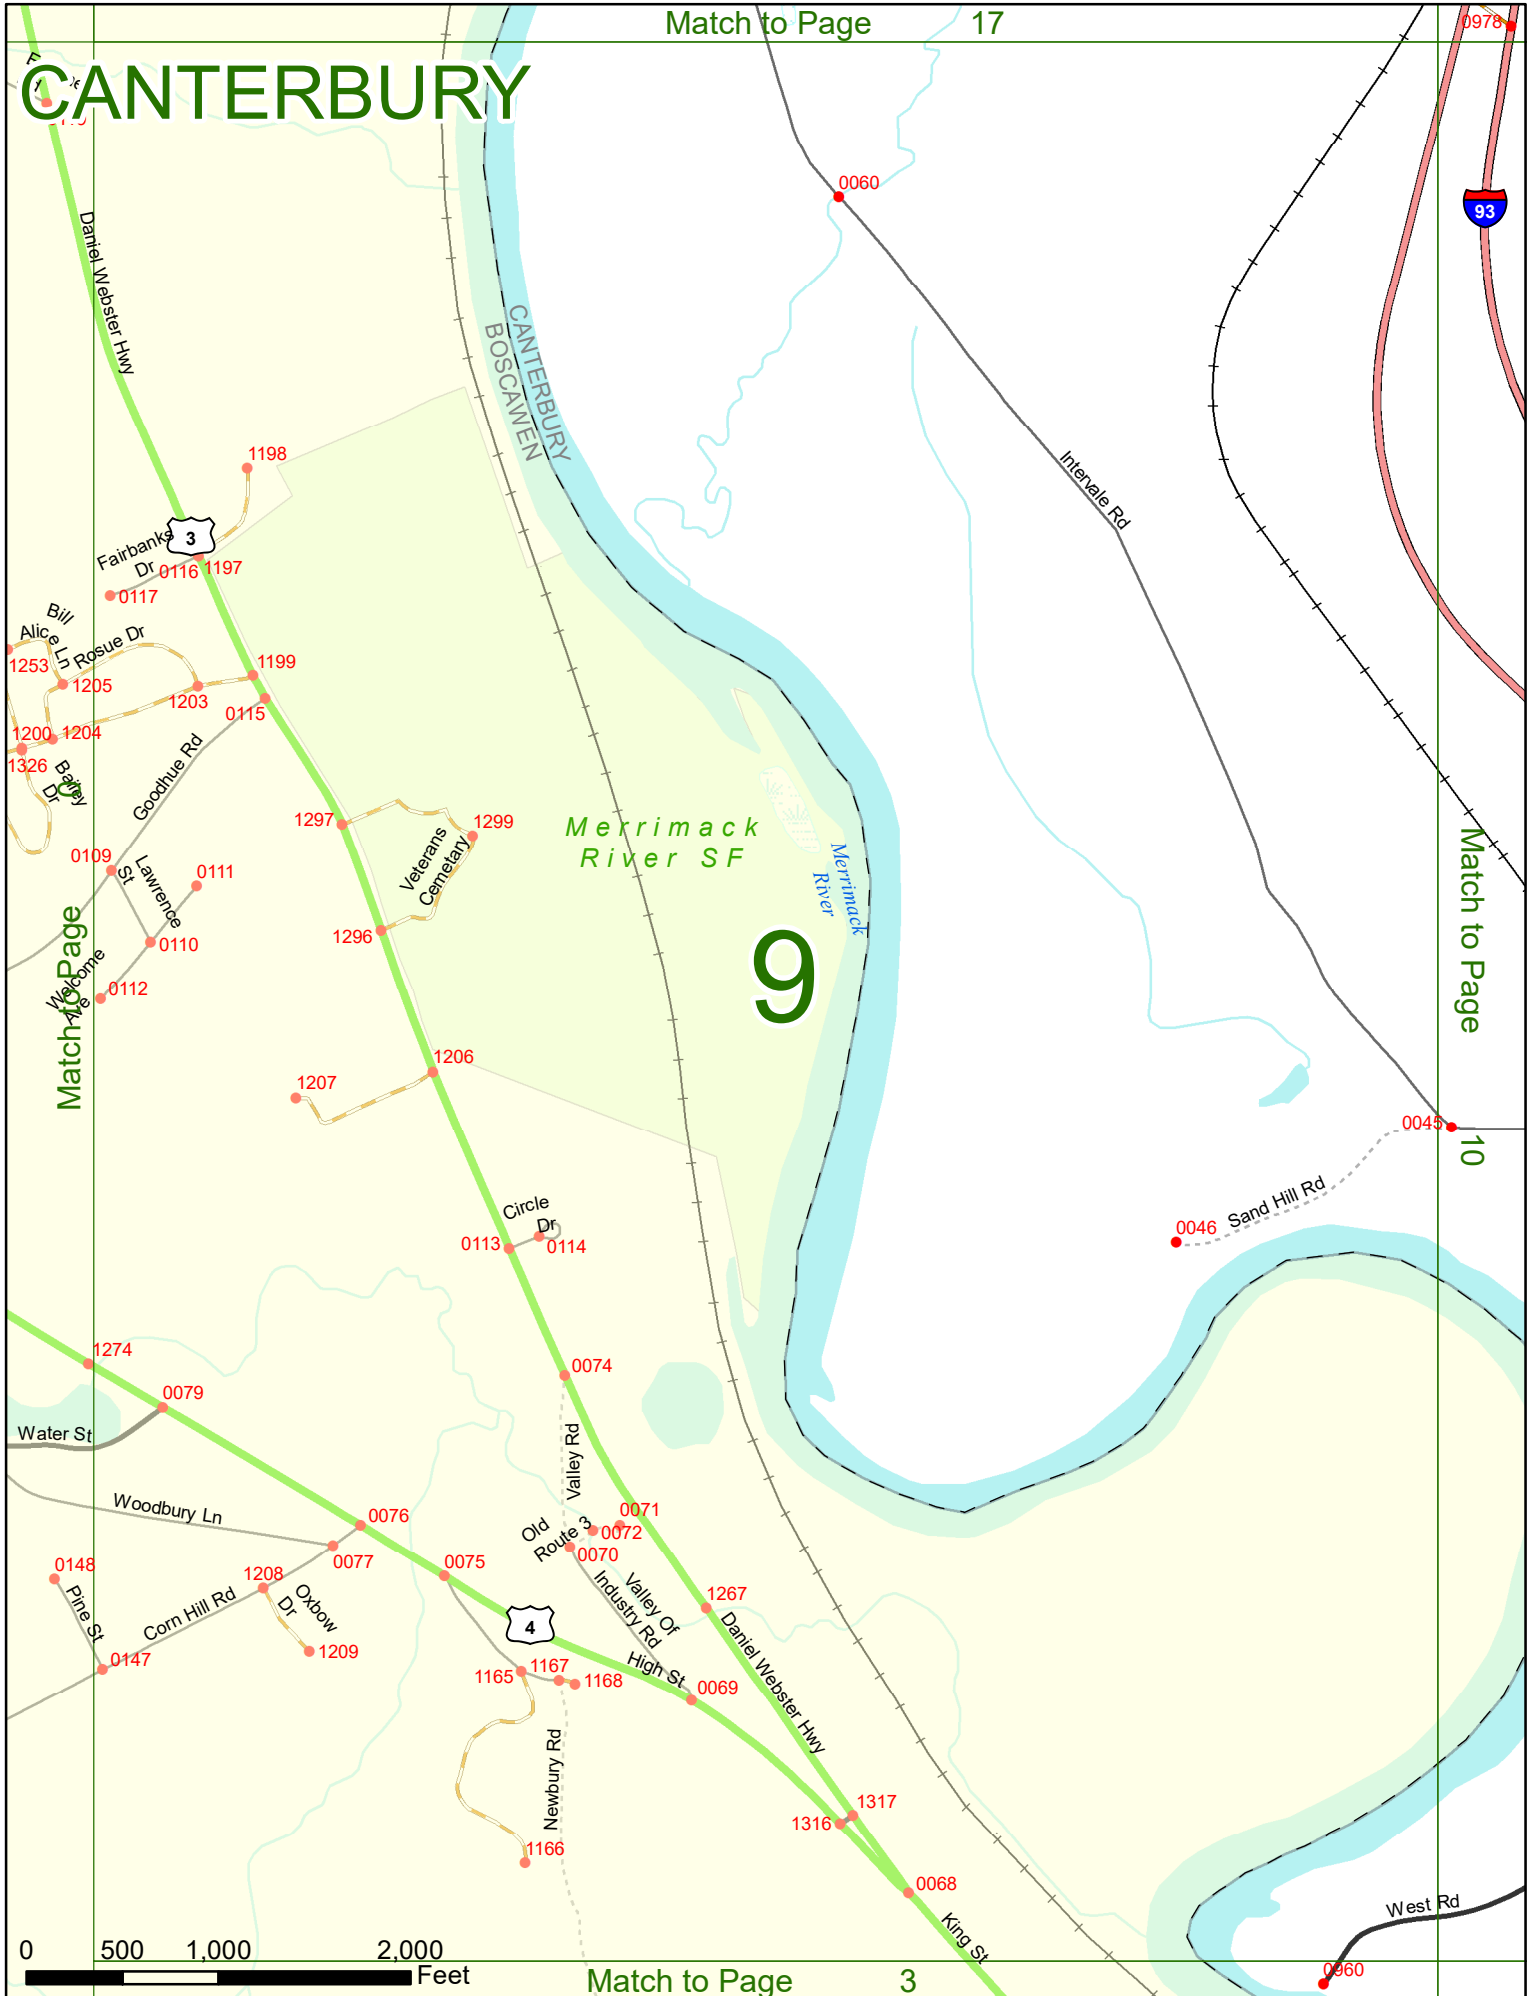 Match to Page 17
0978
CANTERBURY
93
0060
Daniel Webster Hwy
CANTERBURY
BOSCAWEN
Intervale Rd
1198
3
Fairbanks
Dr
0116
1197
0117
Bill
Alice Ln
Rosue Dr
1253
1205
1199
1203
0115
1200
1204
1326
Bailey
Dr
0
Goodhue Rd
1297
1299
Veterans
Cemetary
Merrimack
River SF
Merrimack
River
Match to Page
10
0109
Lawrence
St
0111
0110
1296
9
Welcome
Ave
0112
Match to Page
1206
1207
0045
Circle
Dr
0113
0114
0046
Sand Hill Rd
1274
0074
0079
Water St
Valley Rd
Woodbury Ln
0076
0071
Old
Route 3
0072
0070
0077
0075
0148
1208
Pine St
Corn Hill Rd
Oxbow
Dr
Valley Of
Industry Rd
1267
4
1209
0147
High St
1165
1167
1168
0069
Daniel Webster Hwy
Newbury Rd
1317
1316
1166
0068
King St
West Rd
0 500 1,000 2,000
Feet
Match to Page 3
0960